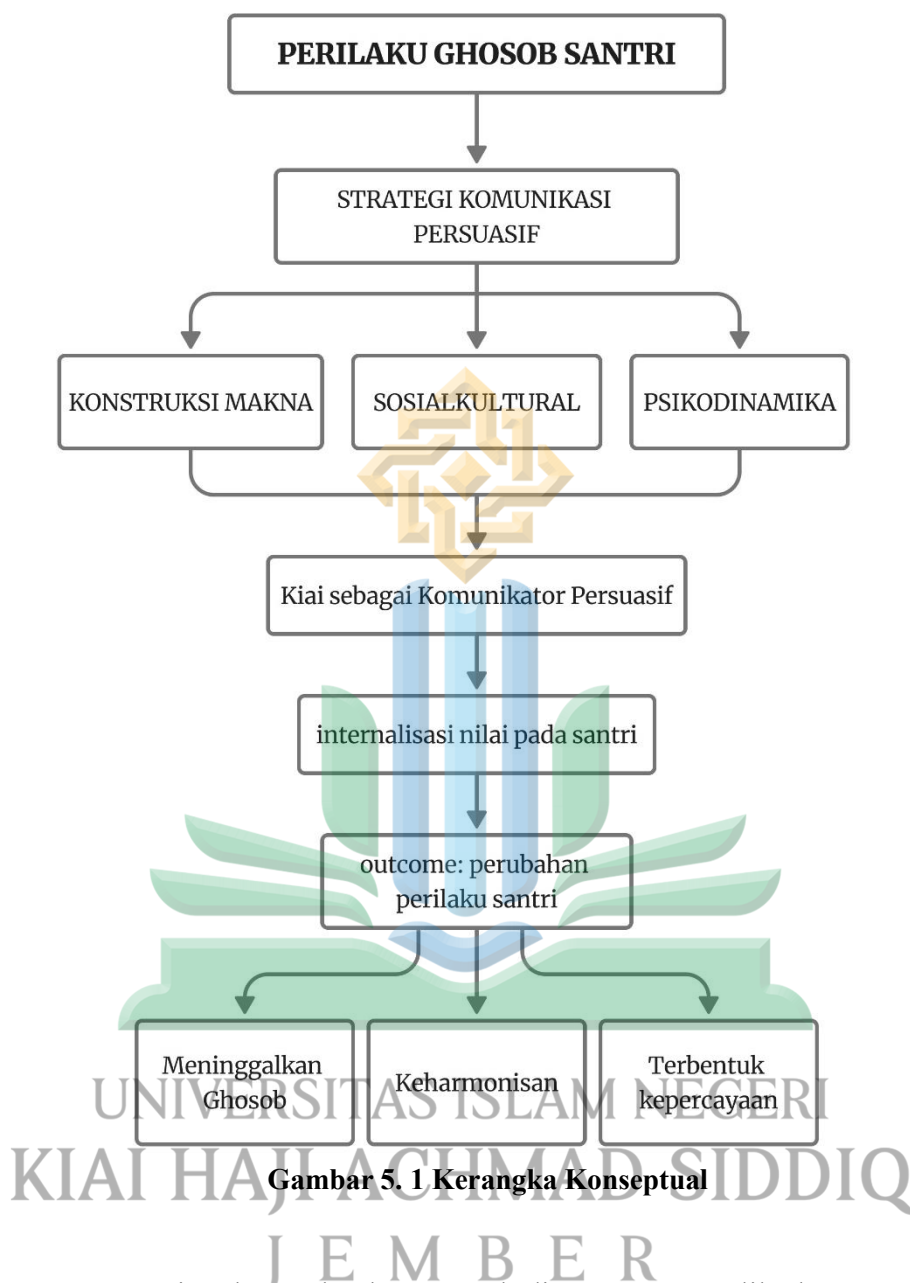 PERILAKU GHOSOB SANTRI
STRATEGI KOMUNIKASI
PERSUASIF
KONSTRUKSI MAKNA
SOSIALKULTURAL
PSIKODINAMIKA
Kiai sebagai Komunikator Persuasif
internalisasi nilai pada santri
outcome: perubahan
perilaku santri
Meninggalkan
Ghosob
Keharmonisan
Terbentuk
kepercayaan
UNIVERSITAS ISLAM NEGERI
KIAI HAJI ACHMAD SIDDIQ
Gambar 5. 1 Kerangka Konseptual
JEMBER